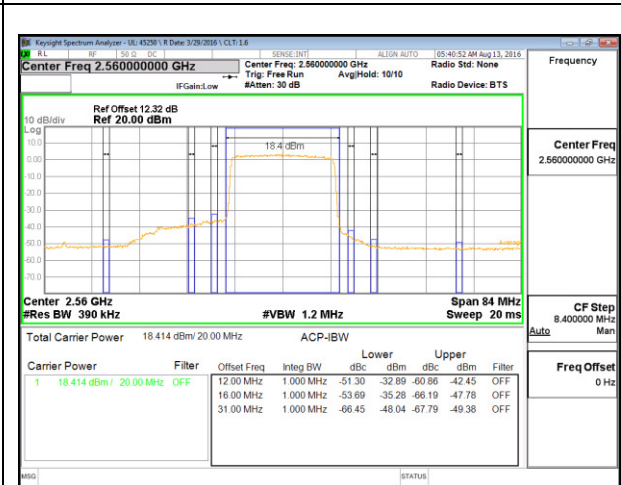 Keysight Spectrum Analyzer - UL: 45250 \ R Date: 3/29/2016 \ CLT: 1.6
RL RF 50 Ω DC SENSE:INT ALIGN AUTO 05:40:52 AM Aug 13, 2016
Center Freq 2.560000000 GHz
Center Freq: 2.560000000 GHz
Radio Std: None
Trig: Free Run Avg|Hold: 10/10
IFGain:Low #Atten: 30 dB Radio Device: BTS
Frequency
Ref Offset 12.32 dB
10 dB/div Ref 20.00 dBm
Log
10.0
0.00
-10.0
-20.0
-30.0
-40.0
-50.0
-60.0
-70.0
18.4 dBm
Average
Center 2.56 GHz Span 84 MHz
#Res BW 390 kHz #VBW 1.2 MHz Sweep 20 ms
Total Carrier Power 18.414 dBm/ 20.00 MHz ACP-IBW
Lower Upper
Carrier Power Filter Offset Freq Integ BW dBc dBm dBc dBm Filter
1 18.414 dBm / 20.00 MHz OFF
12.00 MHz 1.000 MHz -51.30 -32.89 -60.86 -42.45 OFF
16.00 MHz 1.000 MHz -53.69 -35.28 -66.19 -47.78 OFF
31.00 MHz 1.000 MHz -66.45 -48.04 -67.79 -49.38 OFF
Center Freq
2.560000000 GHz
CF Step
8.400000 MHz
Auto Man
Freq Offset
0 Hz
MSG STATUS